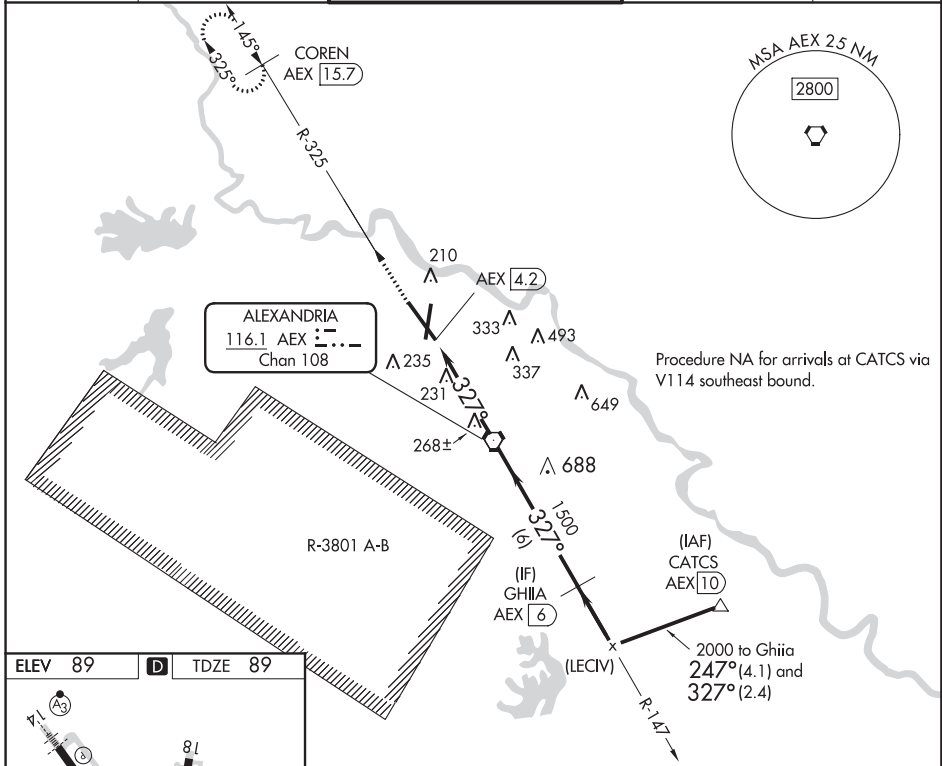 145°
325°
COREN
AEX 15.7
R-325
MSA AEX 25 NM
2800
210
AEX 4.2
ALEXANDRIA
116.1 AEX
Chan 108
333
493
235
337
231
327°
649
Procedure NA for arrivals at CATCS via
V114 southeast bound.
268±
688
1500
327°
(6)
R-3801 A-B
(IF)
GHIIA
AEX 6
(IAF)
CATCS
AEX 10
(LECIV)
2000 to Ghiia
247° (4.1) and
327° (2.4)
R-147
ELEV 89
D
TDZE 89
A3
14
P
18